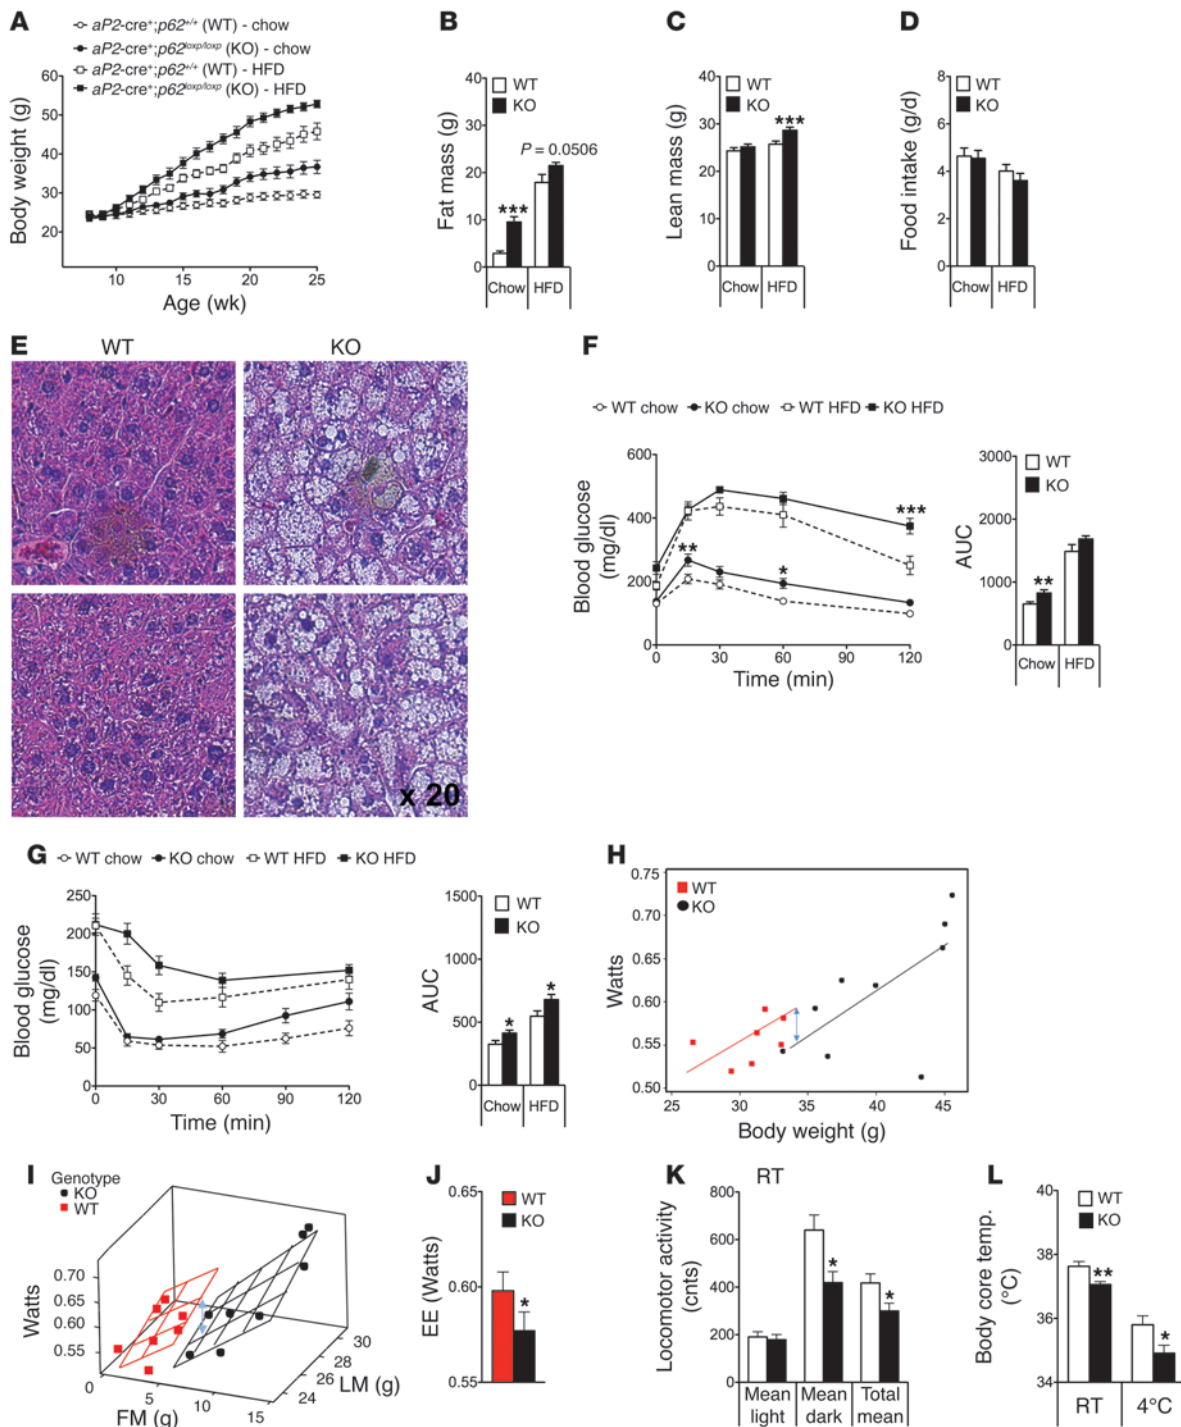 A
aP2-cre+;p62+/+ (WT) - chow
aP2-cre+;p62loxp/loxp (KO) - chow
aP2-cre+;p62+/+ (WT) - HFD
aP2-cre+;p62loxp/loxp (KO) - HFD
Body weight (g)
60
50
40
30
20
10
15
20
25
Age (wk)
B
WT
KO
Fat mass (g)
40
30
20
10
0
***
P = 0.0506
Chow
HFD
C
WT
KO
Lean mass (g)
40
30
20
10
0
***
Chow
HFD
D
WT
KO
Food intake (g/d)
8
6
4
2
0
Chow
HFD
E
WT
KO
x 20
F
WT chow
KO chow
WT HFD
KO HFD
Blood glucose
(mg/dl)
600
400
200
0
**
*
***
0
30
60
90
120
Time (min)
WT
KO
AUC
3000
2000
1000
0
**
Chow
HFD
G
WT chow
KO chow
WT HFD
KO HFD
Blood glucose
(mg/dl)
250
200
150
100
50
0
0
30
60
90
120
Time (min)
WT
KO
AUC
1500
1000
500
0
*
*
Chow
HFD
H
WT
KO
Watts
0.75
0.70
0.65
0.60
0.55
0.50
25
30
35
40
45
Body weight (g)
I
Genotype
KO
WT
Watts
0.70
0.65
0.60
0.55
0
5
10
15
FM (g)
24
26
28
30
LM (g)
J
WT
KO
EE (Watts)
0.65
0.60
0.55
*
K
RT
Locomotor activity
(cnts)
800
600
400
200
0
*
*
Mean
light
Mean
dark
Total
mean
L
WT
KO
Body core temp.
(°C)
40
38
36
34
**
*
RT
4°C